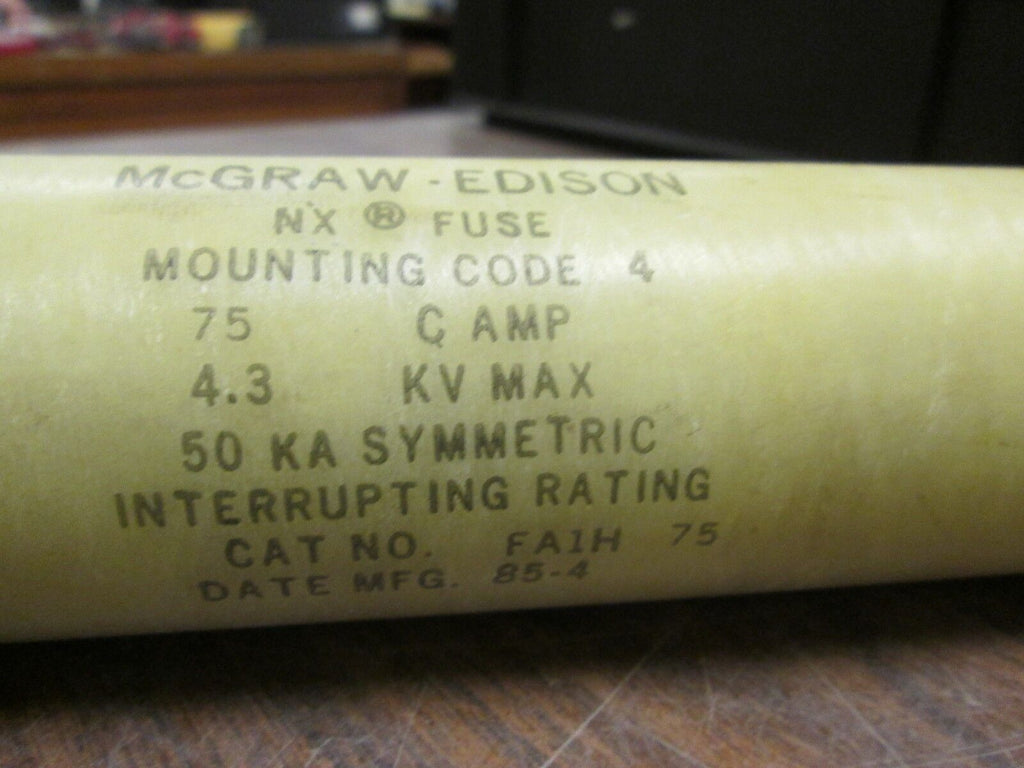 McGRAW-EDISON
NX ® FUSE
MOUNTING CODE 4
75 C AMP
4.3 KV MAX
50 KA SYMMETRIC
INTERRUPTING RATING
CAT NO. FA1H 75
DATE MFG. 85-4